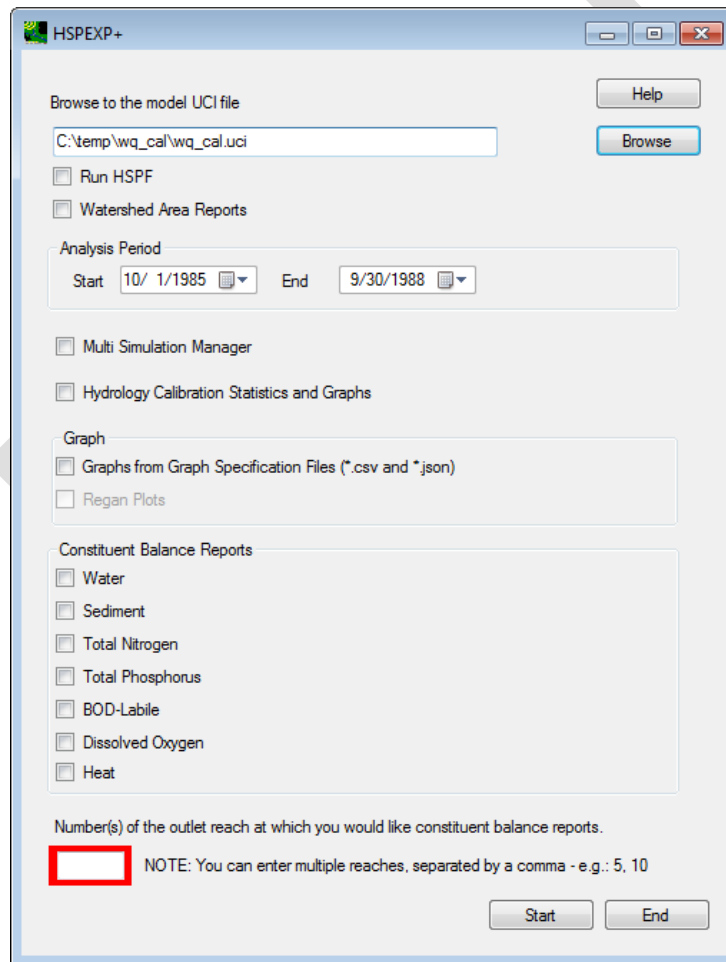 HSPEXP+
Browse to the model UCI file
Help
C:\temp\wq_cal\wq_cal.uci
Browse
Run HSPF
Watershed Area Reports
Analysis Period
Start 10/ 1/1985 End 9/30/1988
Multi Simulation Manager
Hydrology Calibration Statistics and Graphs
Graph
Graphs from Graph Specification Files (*.csv and *.json)
Regan Plots
Constituent Balance Reports
Water
Sediment
Total Nitrogen
Total Phosphorus
BOD-Labile
Dissolved Oxygen
Heat
Number(s) of the outlet reach at which you would like constituent balance reports.
NOTE: You can enter multiple reaches, separated by a comma - e.g.: 5, 10
Start End